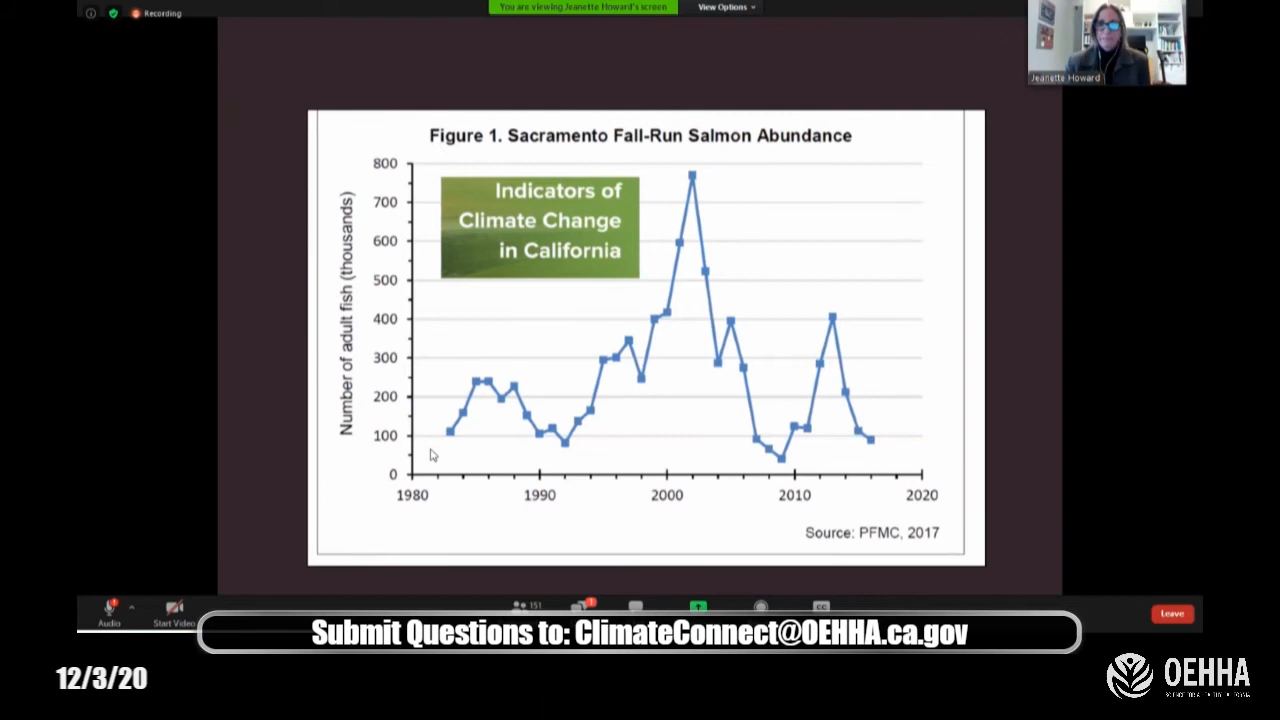 Recording
You are viewing Jeanette Howard's screen
View Options
Jeanette Howard
Figure 1. Sacramento Fall-Run Salmon Abundance
Number of adult fish (thousands)
800
700
600
500
400
300
200
100
0
Indicators of
Climate Change
in California
1980
1990
2000
2010
2020
Source: PFMC, 2017
Audio
Start Video
151
1
CC
Leave
Submit Questions to: ClimateConnect@OEHHA.ca.gov
12/3/20
OEHHA